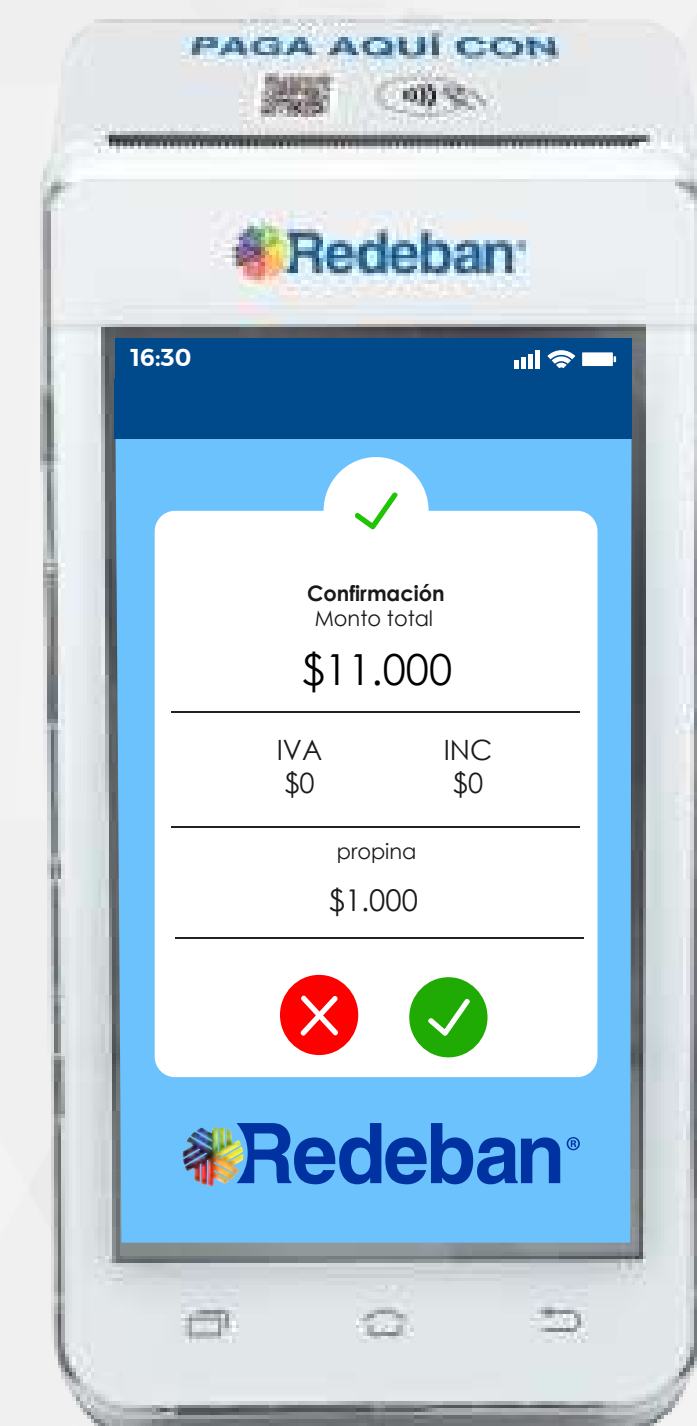 PAGA AQUÍ CON
Redeban
16:30
Confirmación
Monto total
$11.000
IVA INC
$0 $0
propina
$1.000
Redeban®